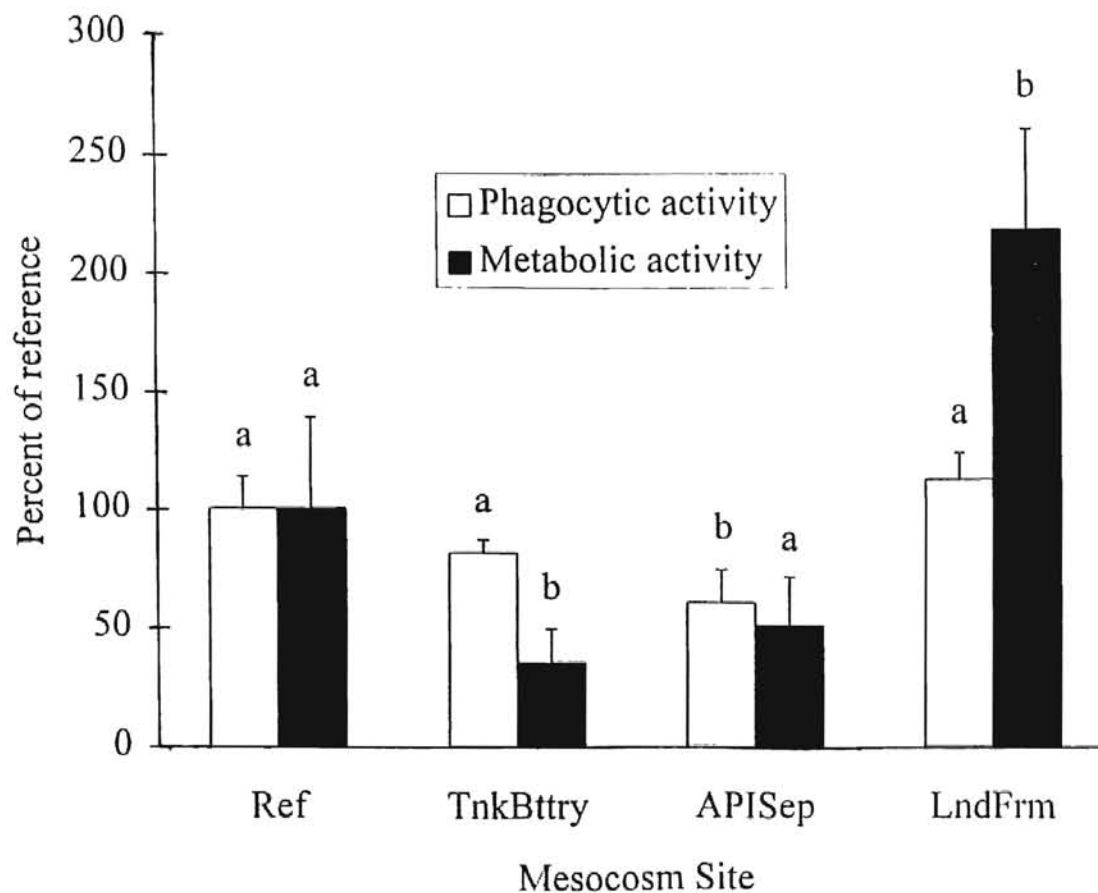 300
250
200
150
100
50
0
Percent of reference
Phagocytic activity
Metabolic activity
a
a
a
b
b
a
a
b
Ref TnkBttry APISep LndFrm
Mesocosm Site